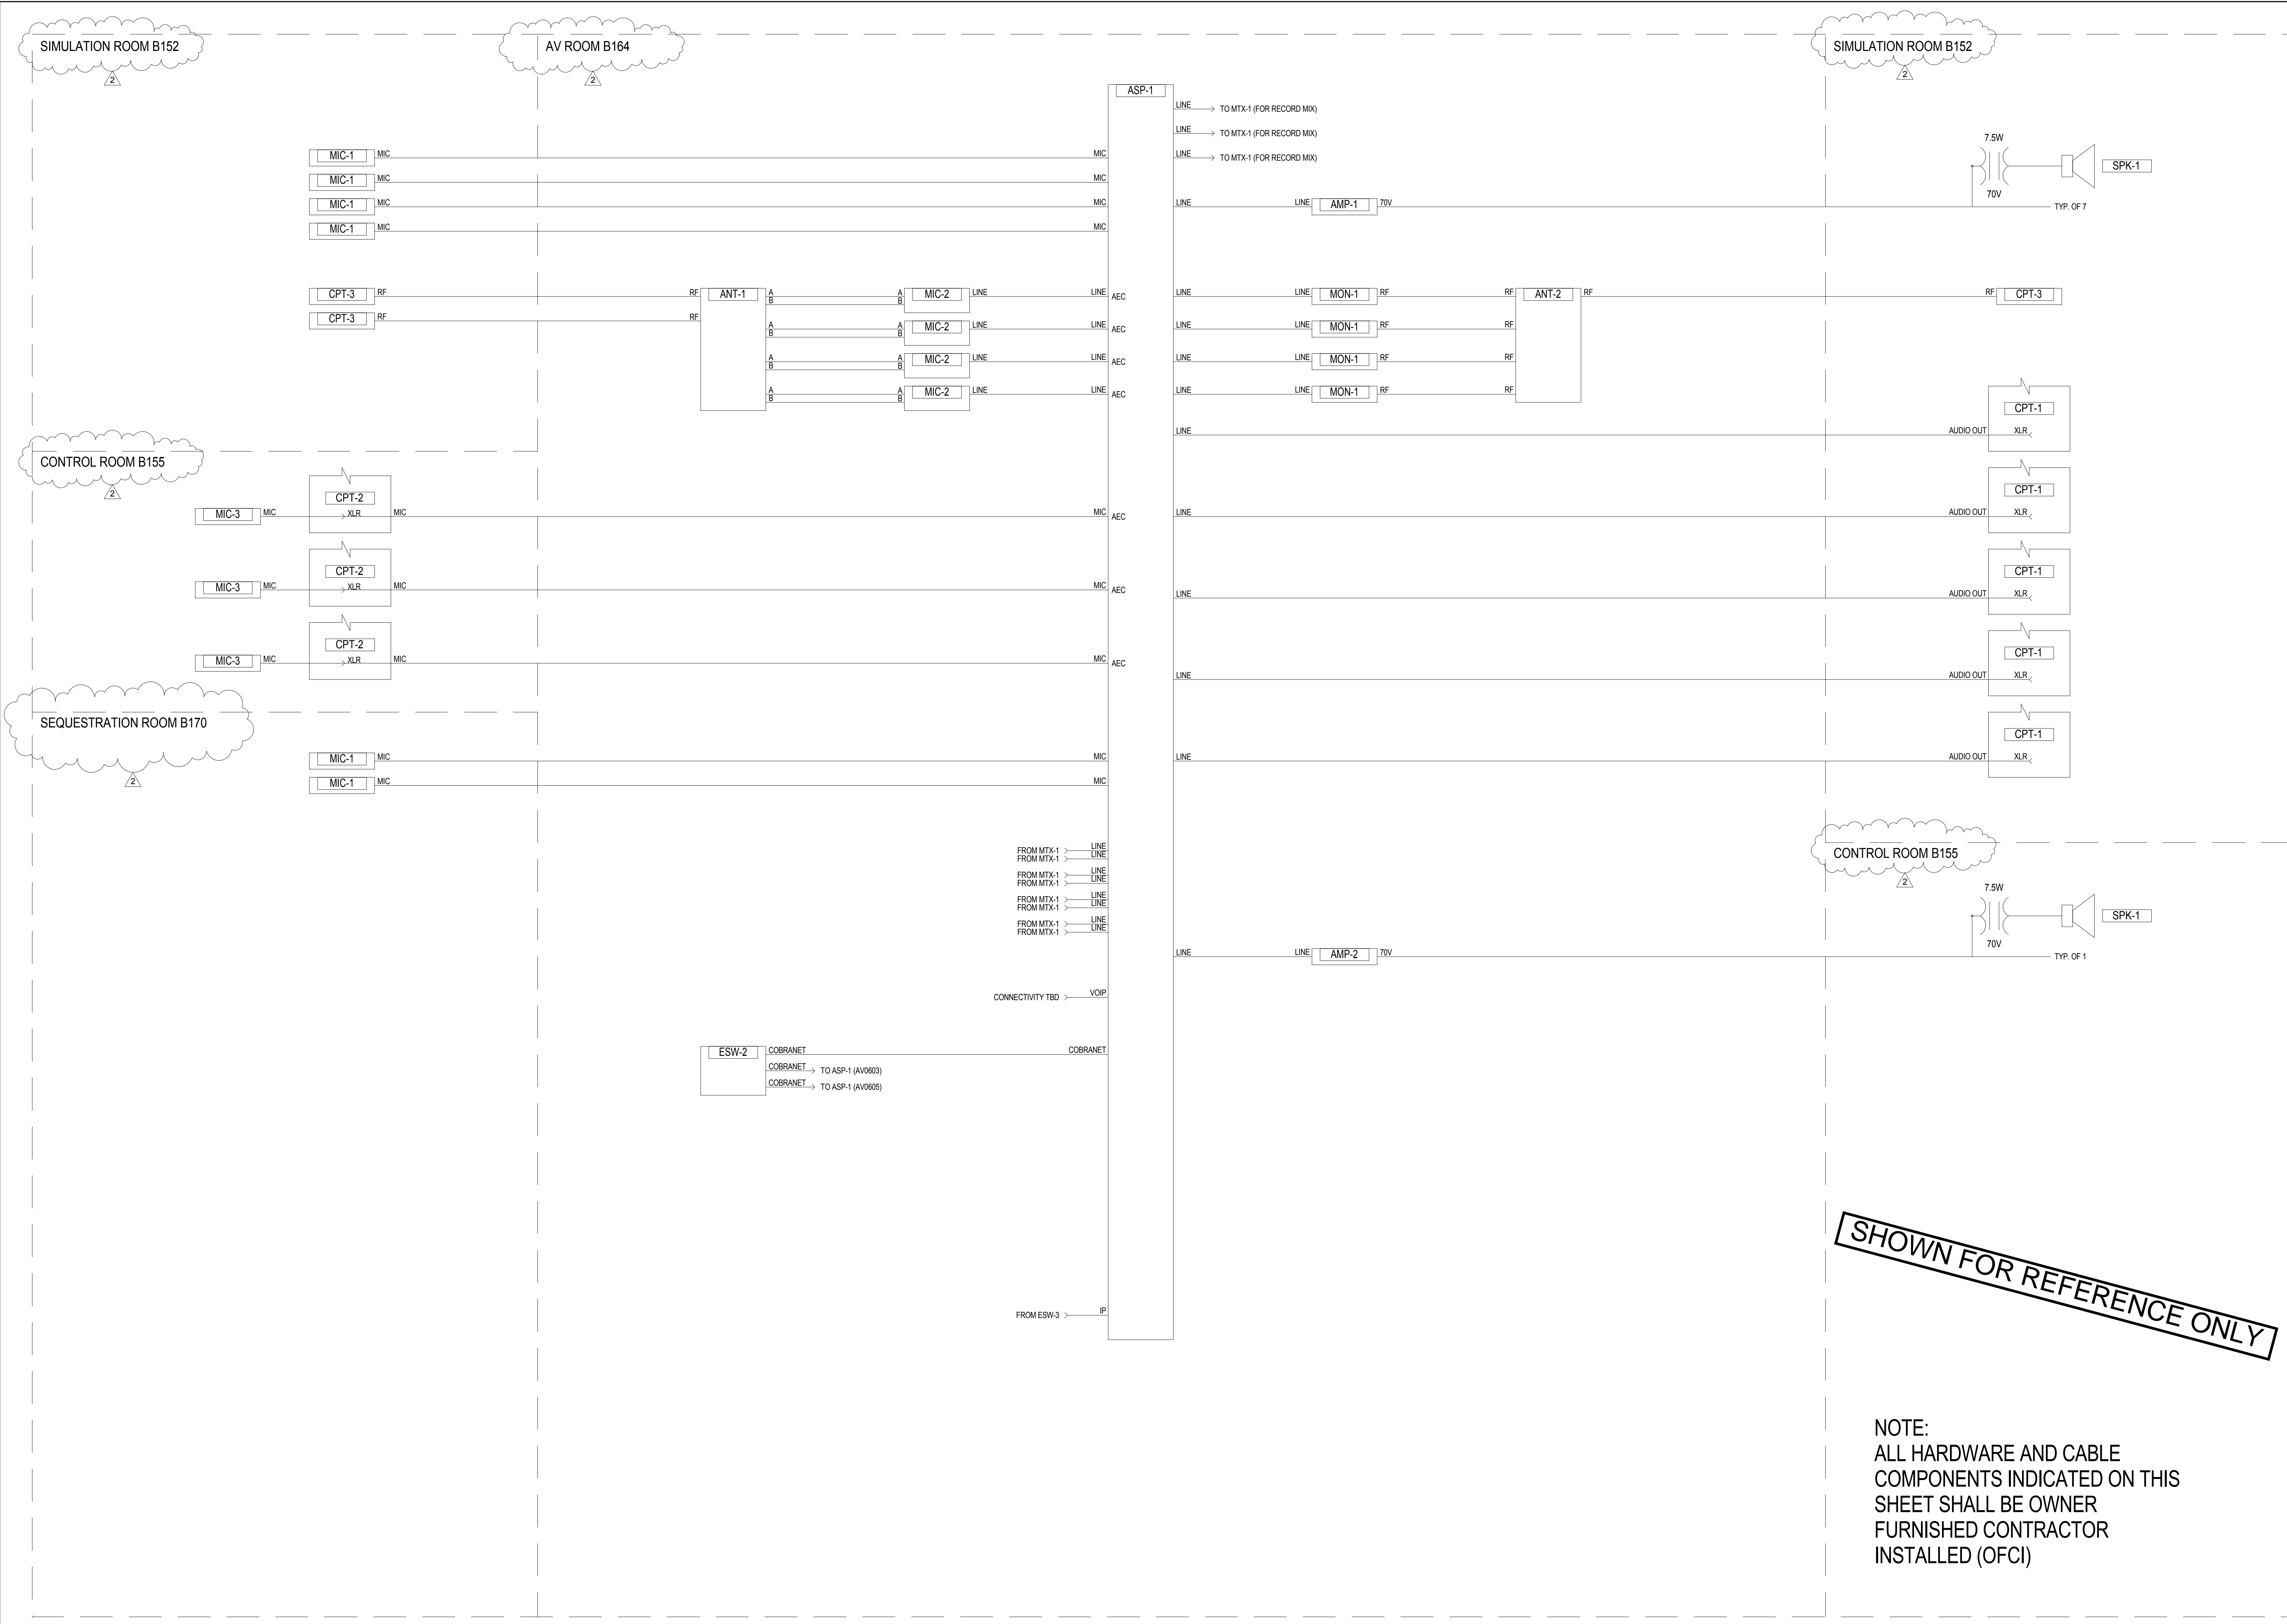 SIMULATION ROOM B152
2
AV ROOM B164
2
SIMULATION ROOM B152
2
ASP-1
LINE
TO MTX-1 (FOR RECORD MIX)
LINE
TO MTX-1 (FOR RECORD MIX)
LINE
TO MTX-1 (FOR RECORD MIX)
MIC-1 MIC
MIC
MIC-1 MIC
MIC
MIC-1 MIC
MIC
MIC-1 MIC
MIC
LINE
LINE AMP-1 70V
7.5W
70V
SPK-1
TYP. OF 7
CPT-3 RF
CPT-3 RF
RF ANT-1
RF
A
B
A
B
MIC-2 LINE
LINE AEC
A
B
A
B
MIC-2 LINE
LINE AEC
A
B
A
B
MIC-2 LINE
LINE AEC
A
B
A
B
MIC-2 LINE
LINE AEC
LINE
LINE MON-1 RF
RF ANT-2 RF
RF CPT-3
LINE
LINE MON-1 RF
RF
LINE
LINE MON-1 RF
RF
LINE
LINE MON-1 RF
RF
LINE
AUDIO OUT
CPT-1
XLR
LINE
AUDIO OUT
CPT-1
XLR
LINE
AUDIO OUT
CPT-1
XLR
LINE
AUDIO OUT
CPT-1
XLR
LINE
AUDIO OUT
CPT-1
XLR
CONTROL ROOM B155
2
CPT-2
MIC-3 MIC
XLR MIC
MIC AEC
CPT-2
MIC-3 MIC
XLR MIC
MIC AEC
CPT-2
MIC-3 MIC
XLR MIC
MIC AEC
SEQUESTRATION ROOM B170
2
MIC-1 MIC
MIC
MIC-1 MIC
MIC
FROM MTX-1 LINE
FROM MTX-1 LINE
FROM MTX-1 LINE
FROM MTX-1 LINE
FROM MTX-1 LINE
FROM MTX-1 LINE
FROM MTX-1 LINE
FROM MTX-1 LINE
CONTROL ROOM B155
2
7.5W
70V
SPK-1
TYP. OF 1
LINE
LINE AMP-2 70V
CONNECTIVITY TBD VOIP
ESW-2 COBRANET
COBRANET
COBRANET TO ASP-1 (AV0603)
COBRANET TO ASP-1 (AV0605)
FROM ESW-3 IP
SHOWN FOR REFERENCE ONLY
NOTE:
ALL HARDWARE AND CABLE
COMPONENTS INDICATED ON THIS
SHEET SHALL BE OWNER
FURNISHED CONTRACTOR
INSTALLED (OFCI)